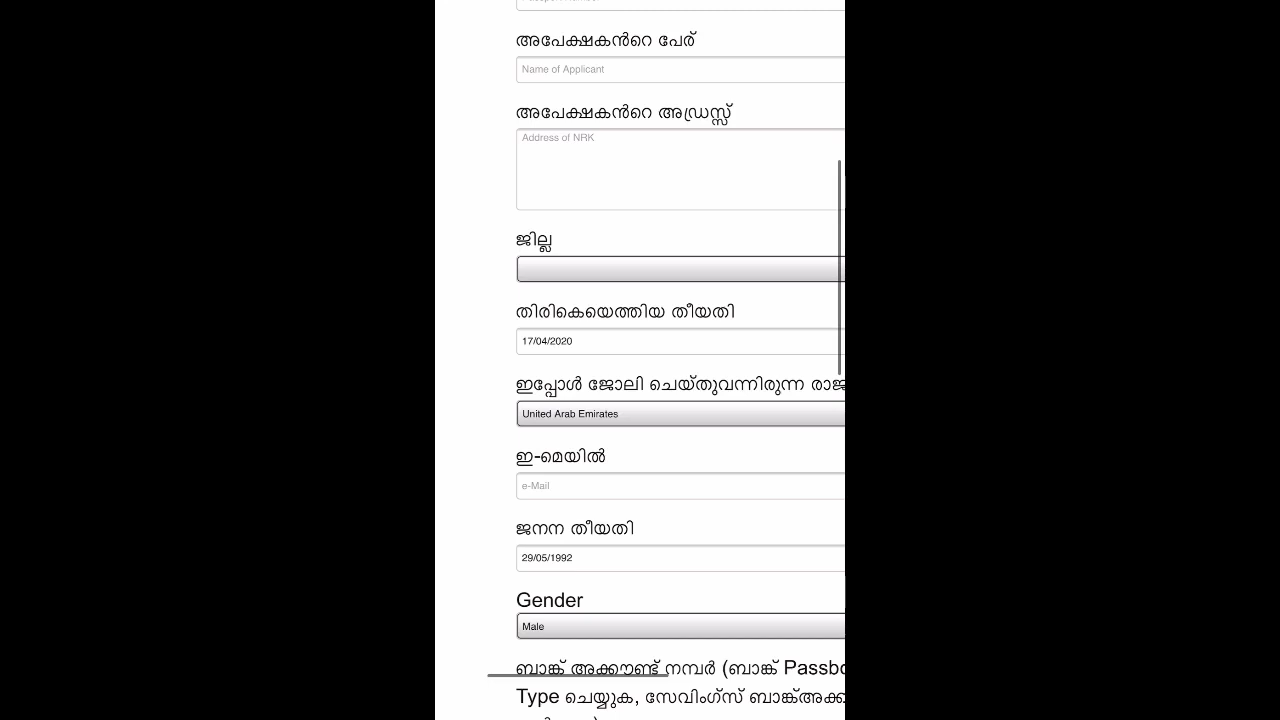 അപേക്ഷകൻറെ പേര്
Name of Applicant
അപേക്ഷകൻറെ അഡ്രസ്സ്
Address of NRK
ജില്ല
തിരികെയെത്തിയ തീയതി
17/04/2020
ഇപ്പോൾ ജോലി ചെയ്തുവന്നിരുന്ന
United Arab Emirates
ഇ-മെയിൽ
e-Mail
ജനന തീയതി
29/05/1992
Gender
Male
ബാങ്ക് അക്കൗണ്ട് നമ്പർ (ബാങ്ക്
Type ചെയ്യുക, സേവിംഗ്സ്